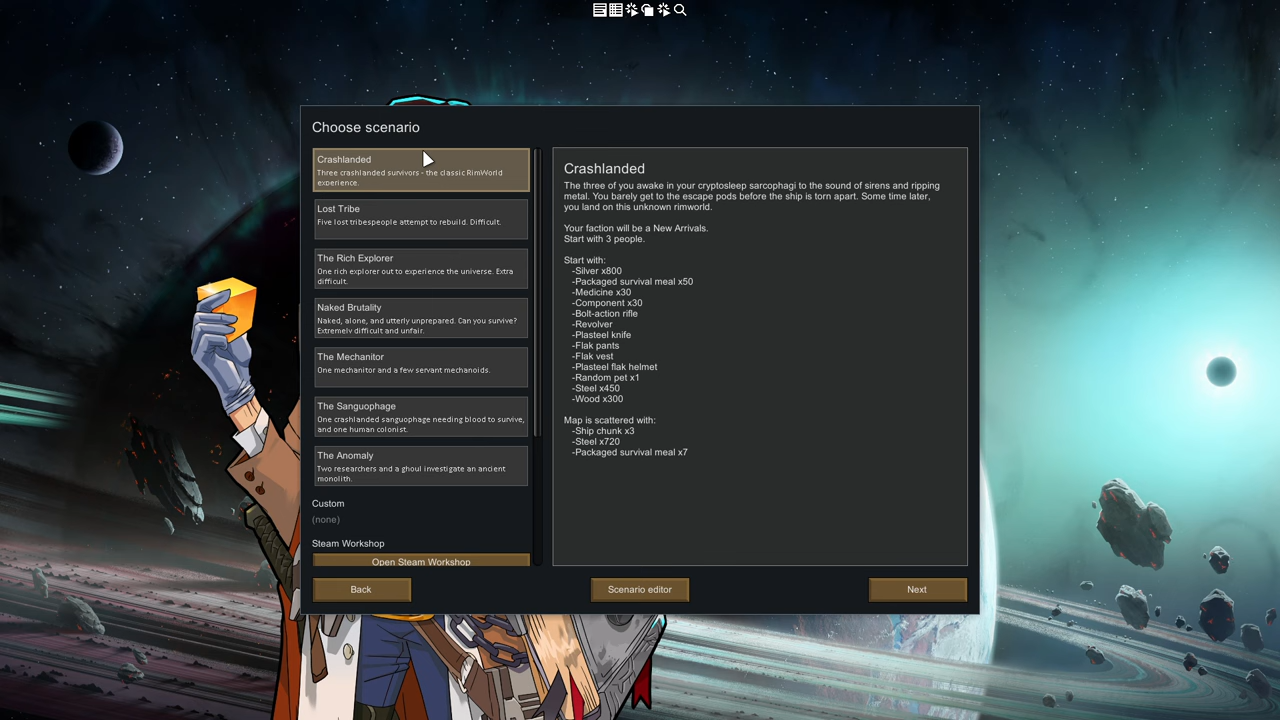 Choose scenario
Crashlanded
Three crashlanded survivors - the classic RimWorld
experience.
Lost Tribe
Five lost tribespeople attempt to rebuild. Difficult.
The Rich Explorer
One rich explorer out to experience the universe. Extra
difficult.
Naked Brutality
Naked, alone, and utterly unprepared. Can you survive?
Extremely difficult and unfair.
The Mechanitor
One mechanitor and a few servant mechanoids.
The Sanguophage
One crashlanded sanguophage needing blood to survive,
and one human colonist.
The Anomaly
Two researchers and a ghoul investigate an ancient
monolith.
Custom
(none)
Steam Workshop
Open Steam Workshop
Crashlanded
The three of you awake in your cryptosleep sarcophagi to the sound of sirens and ripping
metal. You barely get to the escape pods before the ship is torn apart. Some time later,
you land on this unknown rimworld.
Your faction will be a New Arrivals.
Start with 3 people.
Start with:
-Silver x800
-Packaged survival meal x50
-Medicine x30
-Component x30
-Bolt-action rifle
-Revolver
-Plasteel knife
-Flak pants
-Flak vest
-Plasteel flak helmet
-Random pet x1
-Steel x450
-Wood x300
Map is scattered with:
-Ship chunk x3
-Steel x720
-Packaged survival meal x7
Back
Scenario editor
Next